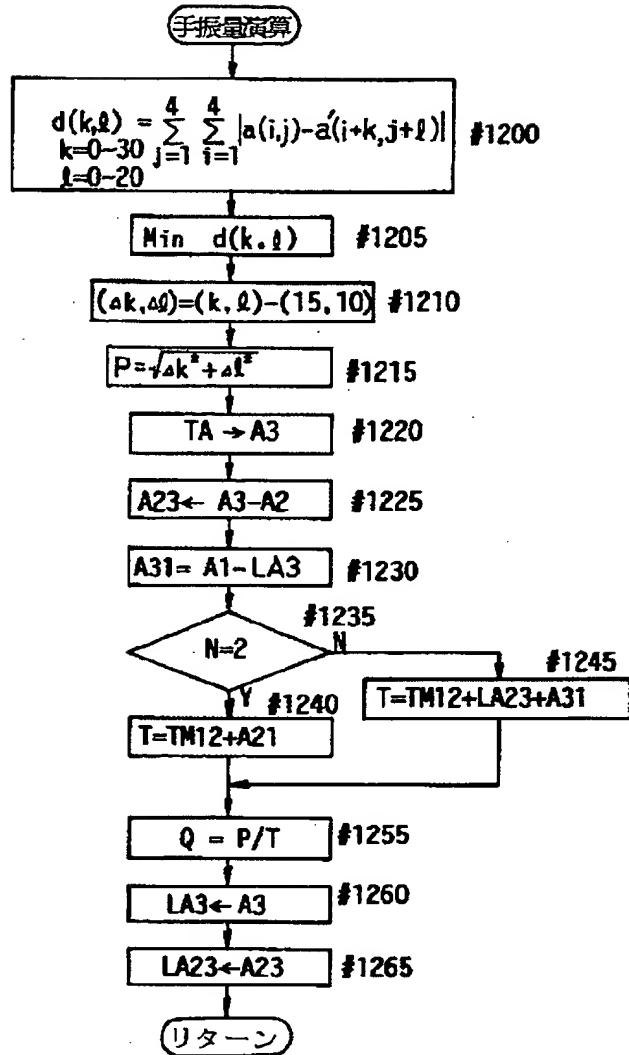 手振量演算
d(k,ℓ) = 4∑j=1 4∑i=1 |a(i,j)-a′(i+k,j+ℓ)| #1200
k=0~30
ℓ=0~20
Min d(k.ℓ) #1205
(Δk,Δℓ)=(k,ℓ)-(15,10) #1210
P=√Δk²+Δℓ² #1215
TA → A3 #1220
A23← A3-A2 #1225
A31= A1-LA3 #1230
#1235
N=2 N
Y
#1245
T=TM12+LA23+A31
#1240
T=TM12+A21
Q = P/T #1255
LA3←A3 #1260
LA23←A23 #1265
リターン